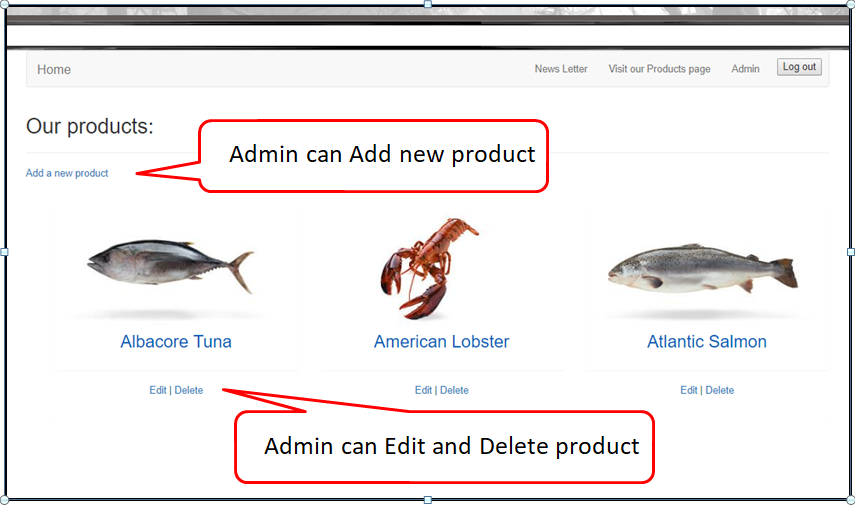 Home News Letter Visit our Products page Admin Log out
Our products:
Admin can Add new product
Add a new product
Albacore Tuna American Lobster Atlantic Salmon
Edit | Delete Edit | Delete Edit | Delete
Admin can Edit and Delete product